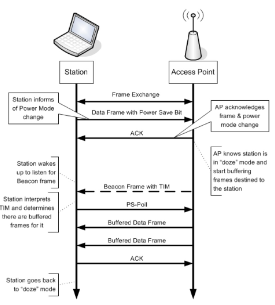 Station
Access Point
Frame Exchange
Station informs
of Power Mode
change
Data Frame with Power Save Bit
AP acknowledges
frame & power
mode change
ACK
AP knows station is
in "doze" mode and
start buffering
frames destined to
the station
Station wakes
up to listen for
Beacon frame
Beacon Frame with TIM
Station interprets
TIM and determines
there are buffered
frames for it
PS-Poll
Buffered Data Frame
Buffered Data Frame
ACK
Station goes back
to "doze" mode